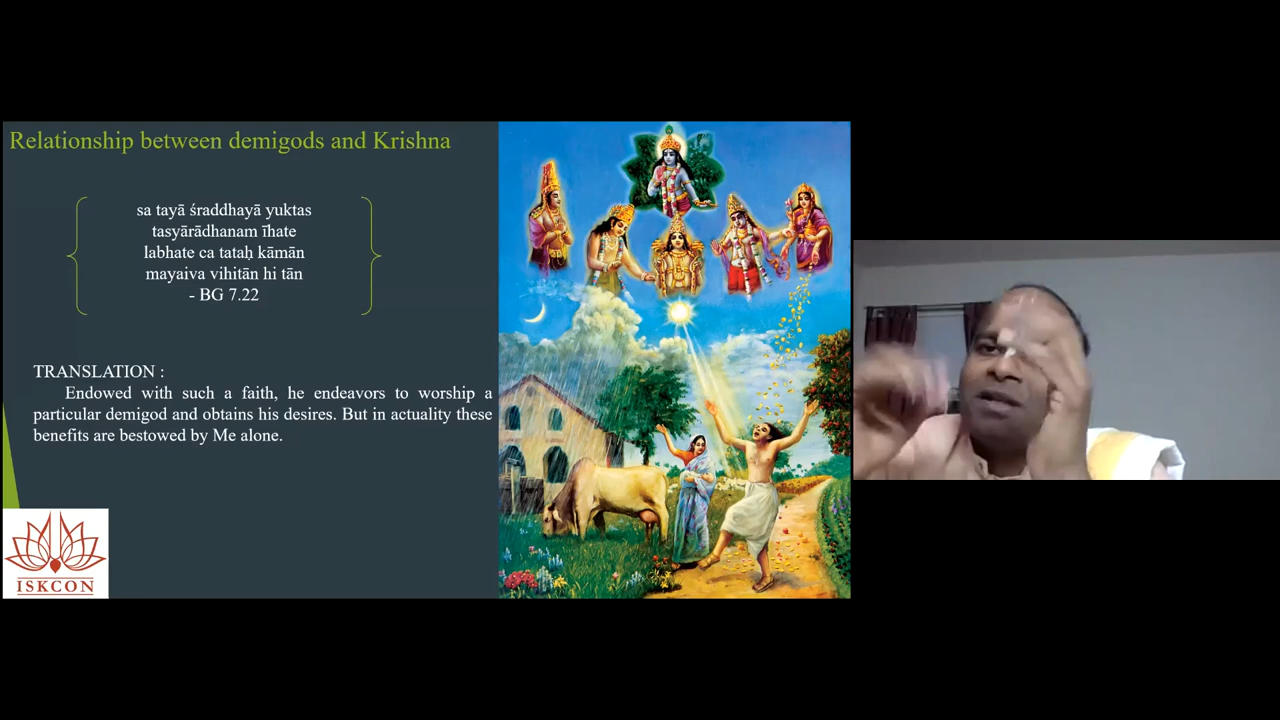 Relationship between demigods and Krishna
sa tayā śraddhayā yuktas
tasyārādhanam īhate
labhate ca tataḥ kāmān
mayaiva vihitān hi tān
- BG 7.22
TRANSLATION :
Endowed with such a faith, he endeavors to worship a
particular demigod and obtains his desires. But in actuality these
benefits are bestowed by Me alone.
ISKCON